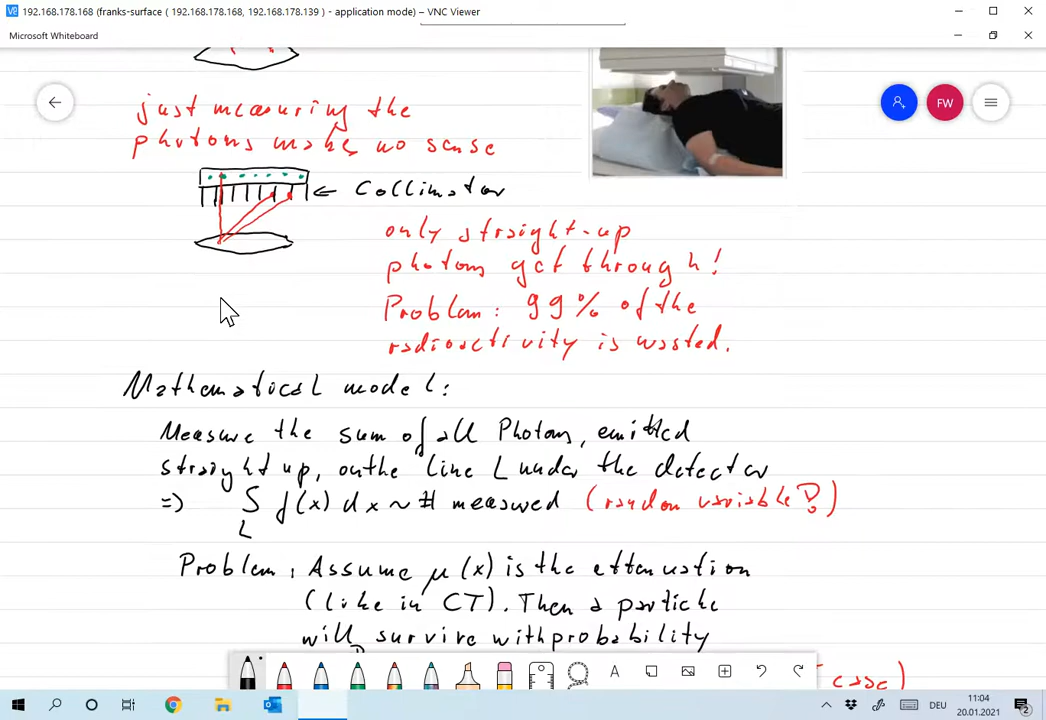 192.168.178.168 (franks-surface ( 192.168.178.168, 192.168.178.139 ) - application mode) – VNC Viewer
Microsoft Whiteboard
FW
just measuring the
photons makes no sense
← Collimator
only straight-up
photons get through!
Problem: 99% of the
radioactivity is wasted.
Mathematical model:
Measure the sum of all Photons, emitted
straight up, on the line L under the detector
=> ∫ f(x) dx ~ # measured (random variable!)
L
Problem: Assume μ(x) is the attenuation
(like in CT). Then a particle
will survive with probability
case)
A
DEU
11:04
20.01.2021
2